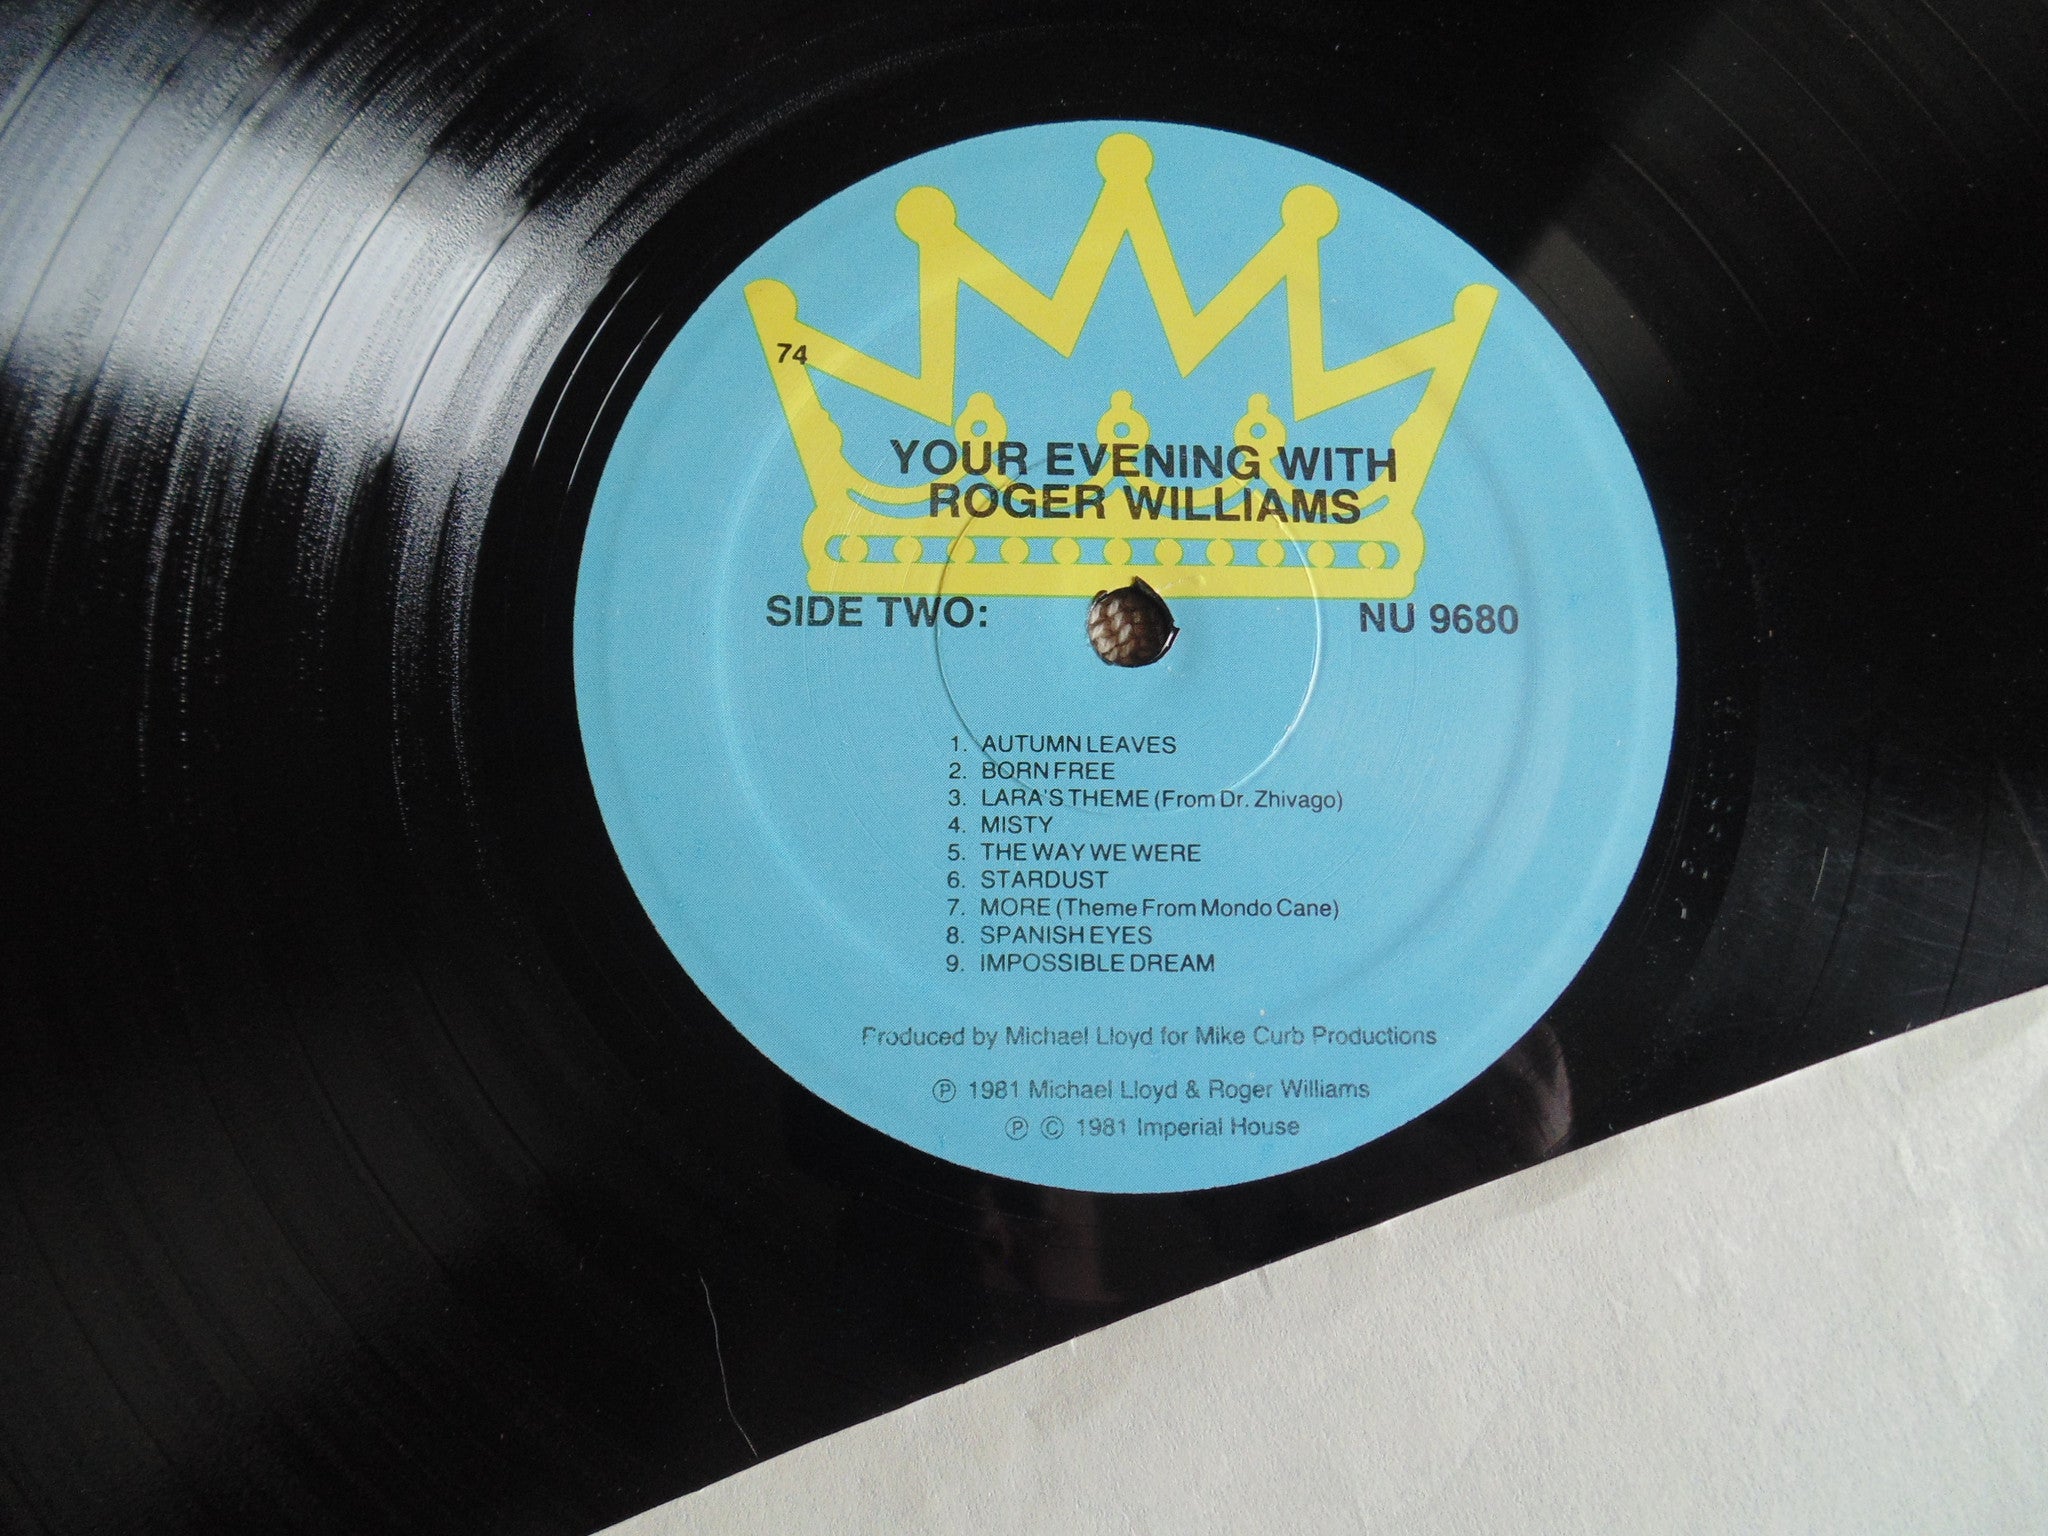 74
YOUR EVENING WITH
ROGER WILLIAMS
SIDE TWO: NU 9680
1. AUTUMN LEAVES
2. BORN FREE
3. LARA'S THEME (From Dr. Zhivago)
4. MISTY
5. THE WAY WE WERE
6. STARDUST
7. MORE (Theme From Mondo Cane)
8. SPANISH EYES
9. IMPOSSIBLE DREAM
Produced by Michael Lloyd for Mike Curb Productions
℗ 1981 Michael Lloyd & Roger Williams
℗ © 1981 Imperial House